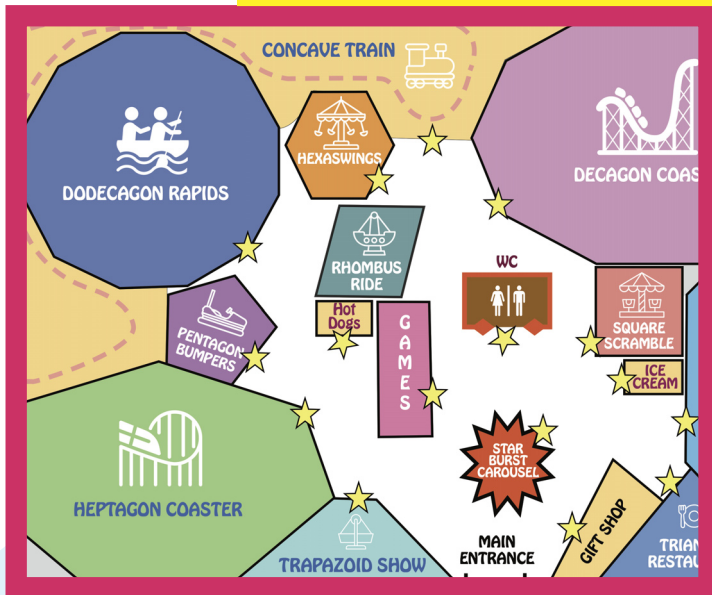 CONCAVE TRAIN
HEXASWINGS
DODECAGON RAPIDS
DECAGON COAS
RHOMBUS
RIDE
WC
Hot
Dogs
GAMES
PENTAGON
BUMPERS
SQUARE
SCRAMBLE
ICE
CREAM
STAR
BURST
CAROUSEL
HEPTAGON COASTER
GIFT SHOP
MAIN
ENTRANCE
TRAPAZOID SHOW
TRIAN
RESTAU